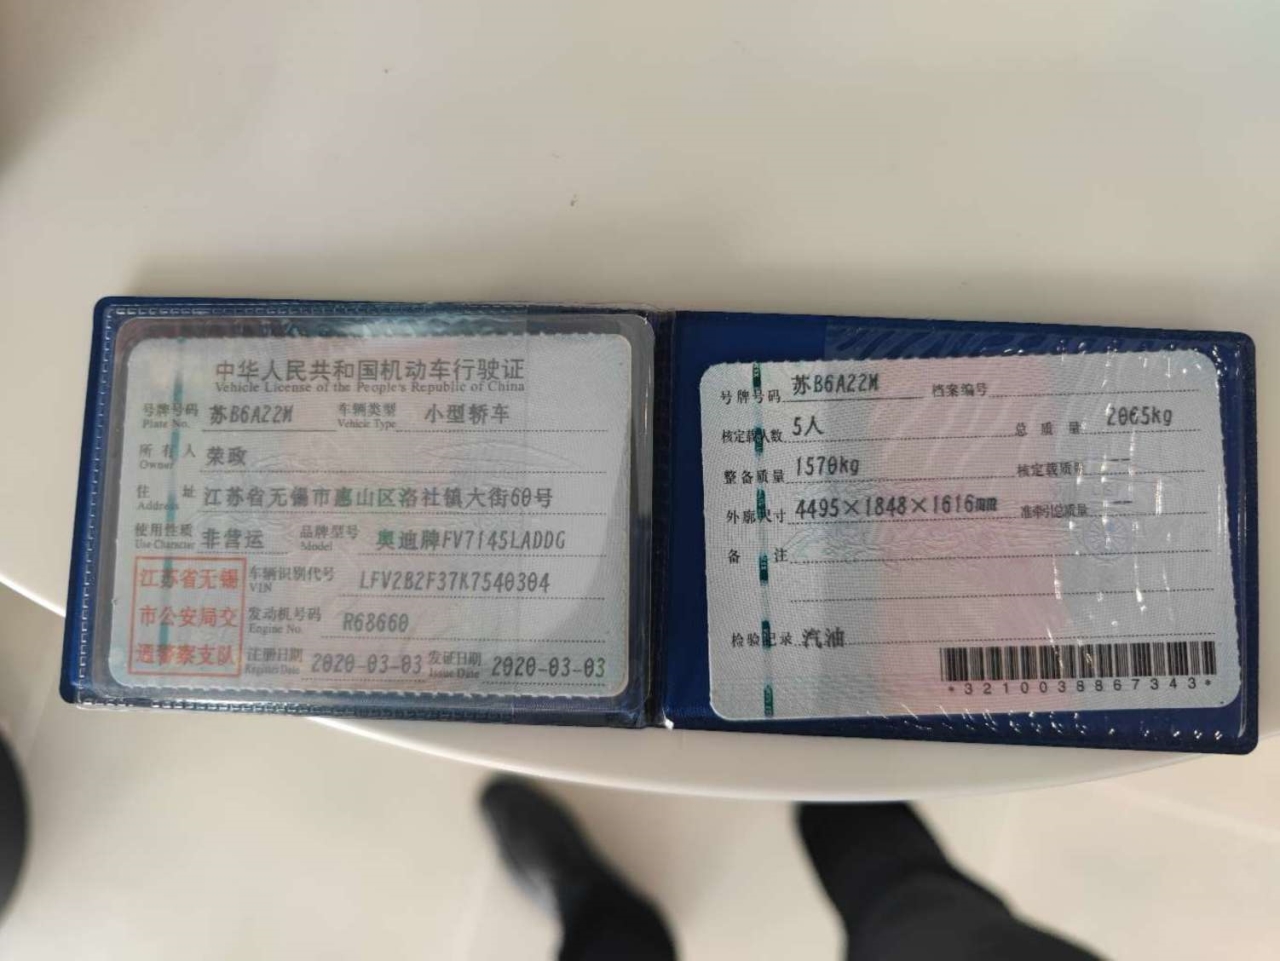 中华人民共和国机动车行驶证
Vehicle License of the People's Republic of China
号牌号码 苏B6A22M 车辆类型 小型轿车
Plate No. Vehicle Type
所有人 荣政
Owner
住址 江苏省无锡市惠山区洛社镇大街60号
Address
使用性质 非营运 品牌型号 奥迪牌FV7145LADDG
Use Character Model
江苏省无锡
市公安局交
通警察支队
车辆识别代号 LFV2B2F37K7540304
VIN
发动机号码 R68660
Engine No.
注册日期 2020-03-03 发证日期 2020-03-03
Register Date Issue Date
号牌号码 苏B6A22M 档案编号
核定载人数 5人 总质量 2065kg
整备质量 1570kg 核定载质量 --
外廓尺寸 4495×1848×1616mm 准牵引总质量 --
备注
检验记录 汽油
*3210038867343*